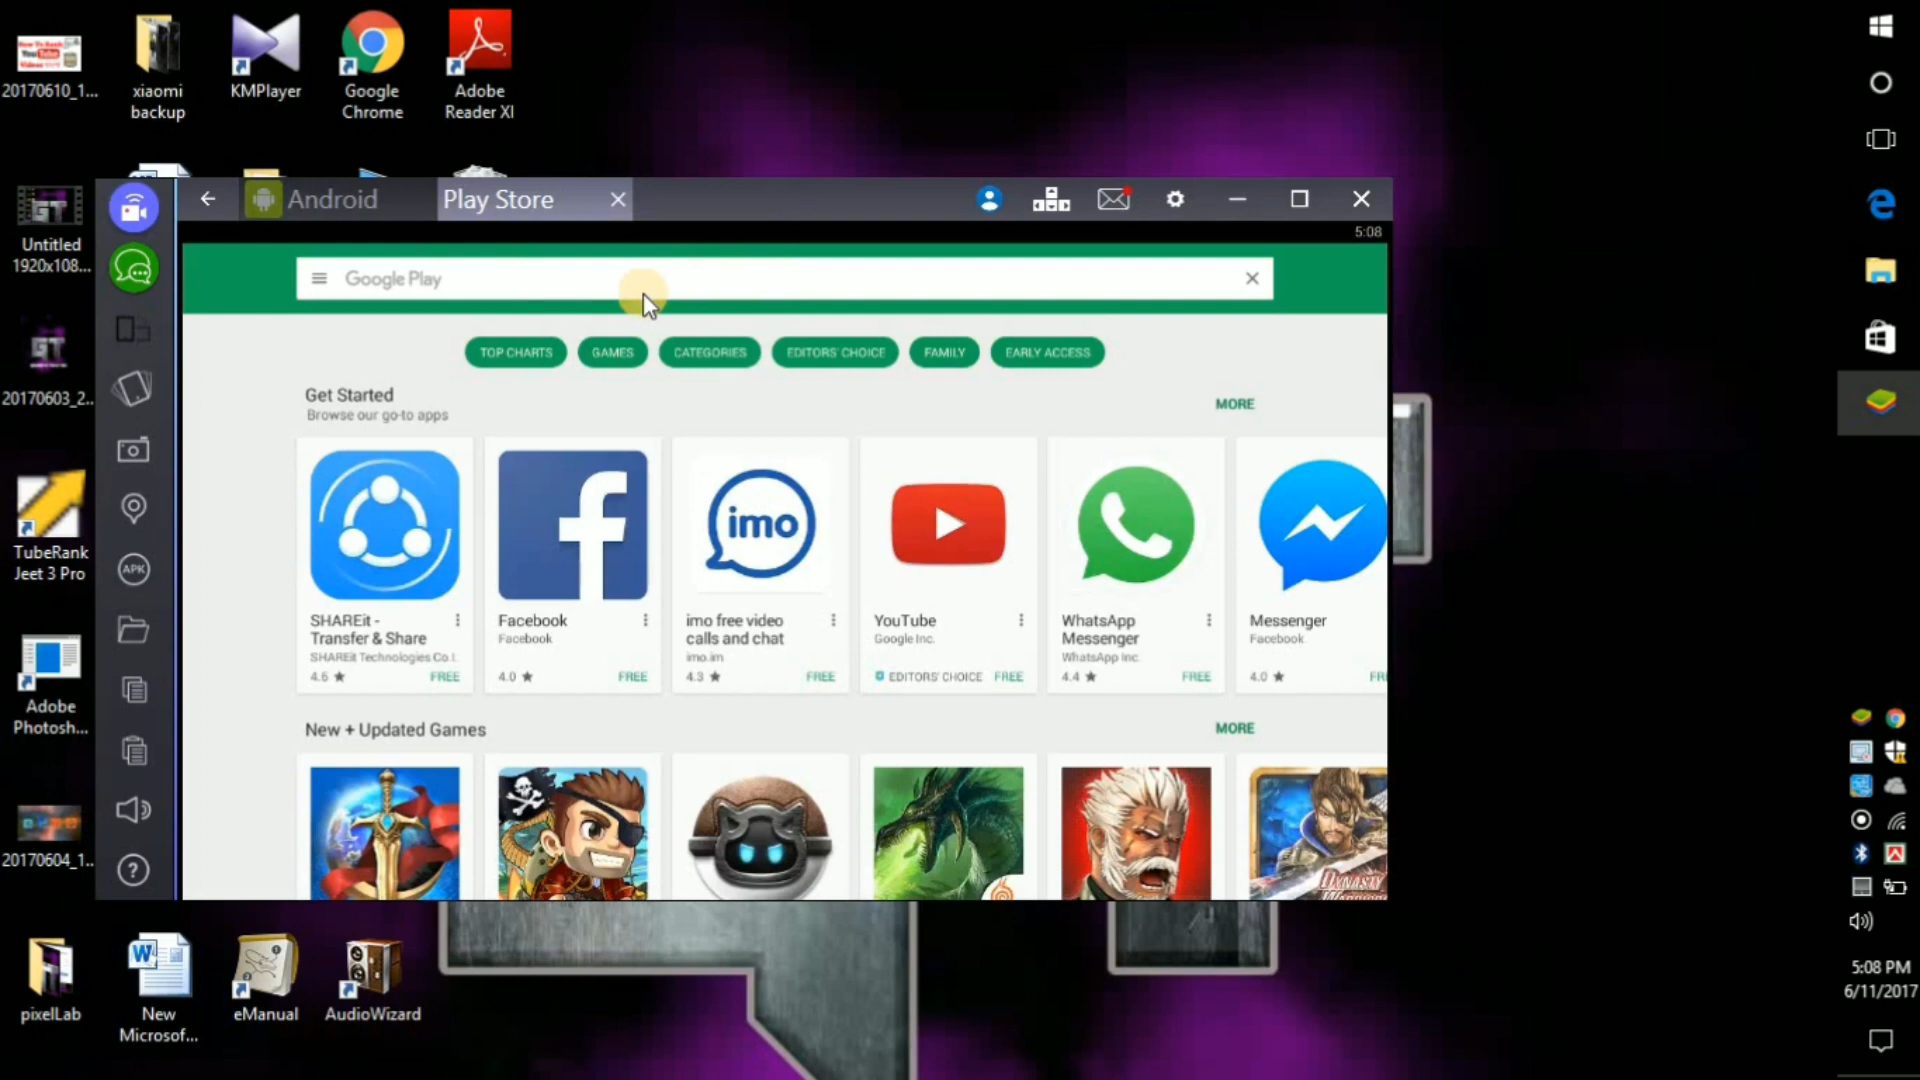 20170610_1...
xiaomi
backup
KMPlayer
Google
Chrome
Adobe
Reader XI
Untitled
1920x108...
20170603_2...
TubeRank
Jeet 3 Pro
Adobe
Photosh...
20170604_1...
pixelLab
New
Microsof...
eManual
AudioWizard
Android
Play Store
5:08
Google Play
TOP CHARTS
GAMES
CATEGORIES
EDITORS' CHOICE
FAMILY
EARLY ACCESS
Get Started
Browse our go-to apps
MORE
imo
SHAREit -
Transfer & Share
SHAREit Technologies Co.l.
4.6 ★ FREE
Facebook
Facebook
4.0 ★ FREE
imo free video
calls and chat
imo.im
4.3 ★ FREE
YouTube
Google Inc.
EDITORS' CHOICE FREE
WhatsApp
Messenger
WhatsApp Inc.
4.4 ★ FREE
Messenger
Facebook
4.0 ★ FRE
New + Updated Games
MORE
APK
DYNASTY
5:08 PM
6/11/2017